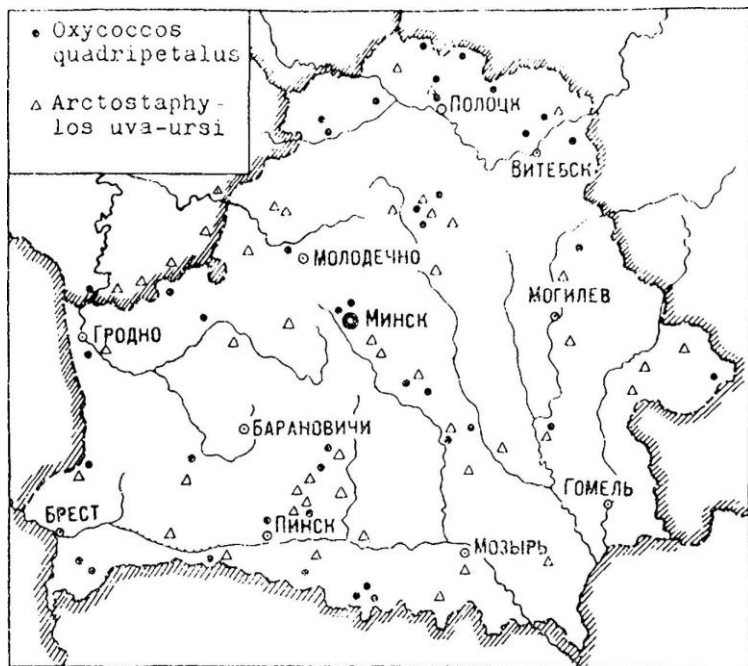 Oxycoccos
quadripetalus
Arctostaphy-
los uva-ursi
ПОЛОЦК
ВИТЕБСК
МОЛОДЕЧНО
МОГИЛЕВ
МИНСК
ГРОДНО
БАРАНОВИЧИ
ГОМЕЛЬ
БРЕСТ
ПИНСК
МОЗЫРЬ